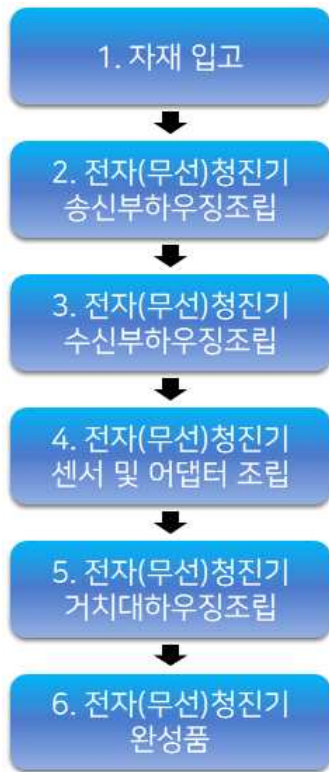 1. 자재 입고
2. 전자(무선)청진기
송신부하우징조립
3. 전자(무선)청진기
수신부하우징조립
4. 전자(무선)청진기
센서 및 어댑터 조립
5. 전자(무선)청진기
거치대하우징조립
6. 전자(무선)청진기
완성품